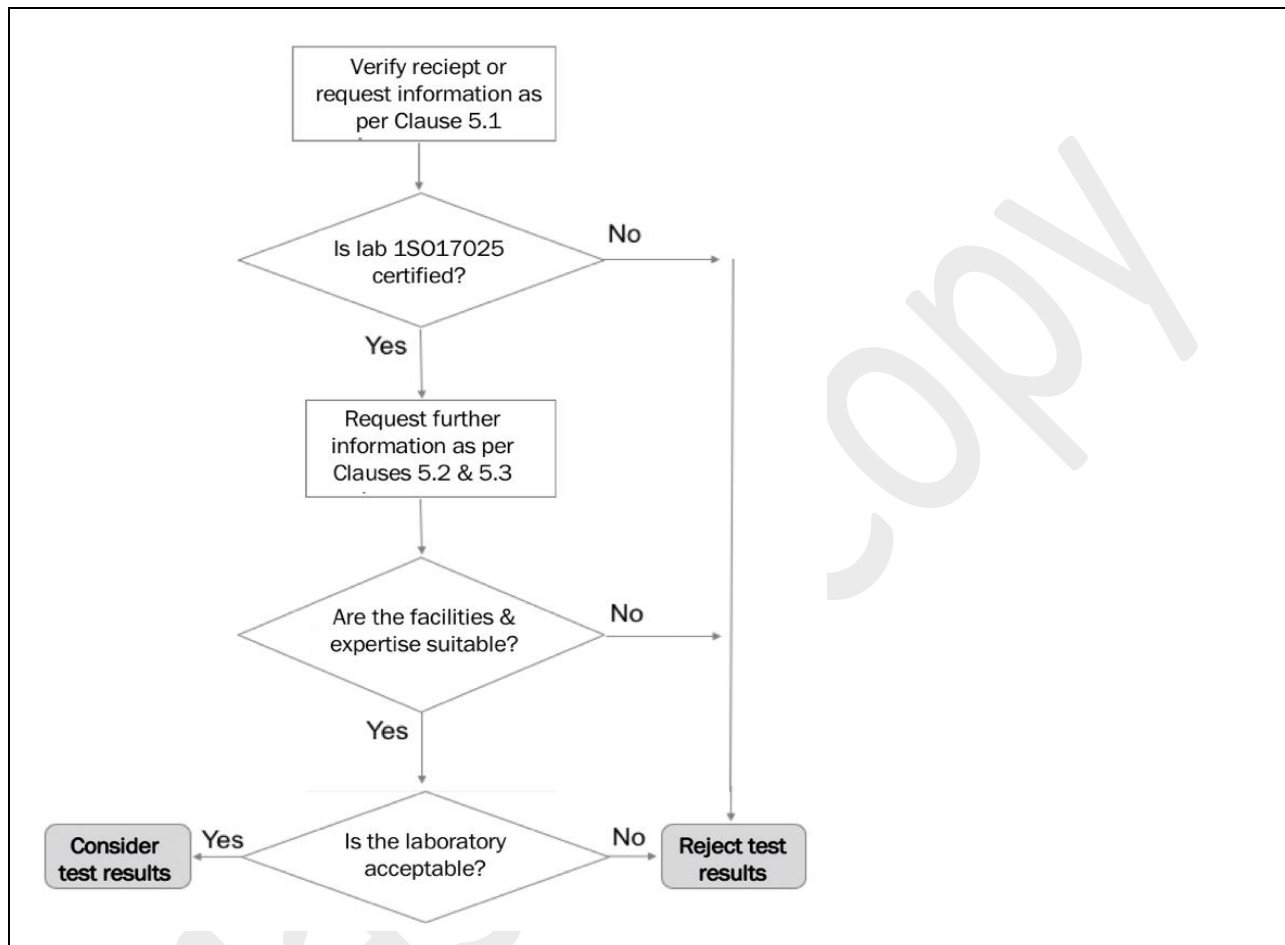 Verify reciept or
request information as
per Clause 5.1
Is lab 1SO17025
certified?
No
Yes
Request further
information as per
Clauses 5.2 & 5.3
Are the facilities &
expertise suitable?
No
Yes
Consider
test results
Yes
Is the laboratory
acceptable?
No
Reject test
results